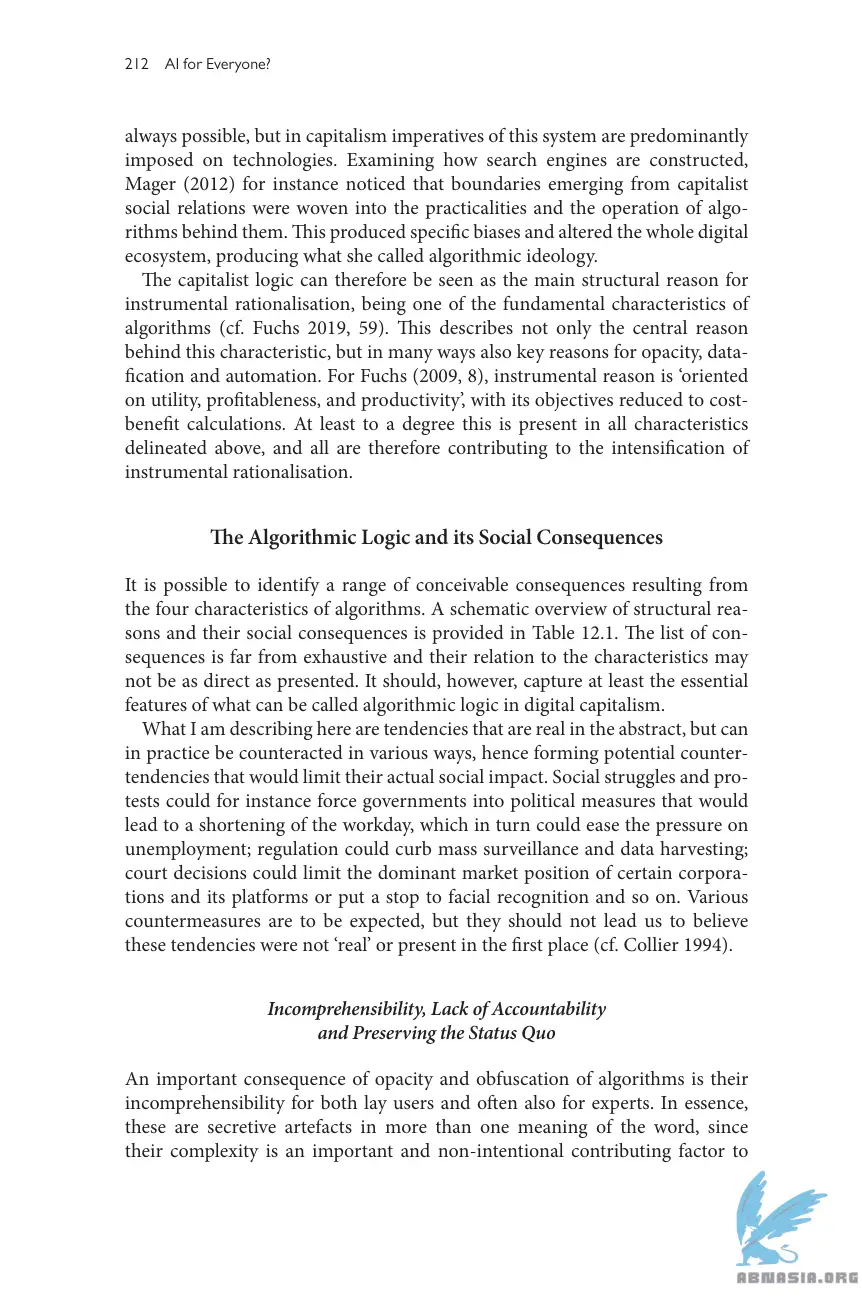 212 AI for Everyone?
always possible, but in capitalism imperatives of this system are predominantly
imposed on technologies. Examining how search engines are constructed,
Mager (2012) for instance noticed that boundaries emerging from capitalist
social relations were woven into the practicalities and the operation of algo-
rithms behind them. This produced specific biases and altered the whole digital
ecosystem, producing what she called algorithmic ideology.
The capitalist logic can therefore be seen as the main structural reason for
instrumental rationalisation, being one of the fundamental characteristics of
algorithms (cf. Fuchs 2019, 59). This describes not only the central reason
behind this characteristic, but in many ways also key reasons for opacity, data-
fication and automation. For Fuchs (2009, 8), instrumental reason is ‘oriented
on utility, profitableness, and productivity’, with its objectives reduced to cost-
benefit calculations. At least to a degree this is present in all characteristics
delineated above, and all are therefore contributing to the intensification of
instrumental rationalisation.
The Algorithmic Logic and its Social Consequences
It is possible to identify a range of conceivable consequences resulting from
the four characteristics of algorithms. A schematic overview of structural rea-
sons and their social consequences is provided in Table 12.1. The list of con-
sequences is far from exhaustive and their relation to the characteristics may
not be as direct as presented. It should, however, capture at least the essential
features of what can be called algorithmic logic in digital capitalism.
What I am describing here are tendencies that are real in the abstract, but can
in practice be counteracted in various ways, hence forming potential counter-
tendencies that would limit their actual social impact. Social struggles and pro-
tests could for instance force governments into political measures that would
lead to a shortening of the workday, which in turn could ease the pressure on
unemployment; regulation could curb mass surveillance and data harvesting;
court decisions could limit the dominant market position of certain corpora-
tions and its platforms or put a stop to facial recognition and so on. Various
countermeasures are to be expected, but they should not lead us to believe
these tendencies were not ‘real’ or present in the first place (cf. Collier 1994).
Incomprehensibility, Lack of Accountability
and Preserving the Status Quo
An important consequence of opacity and obfuscation of algorithms is their
incomprehensibility for both lay users and often also for experts. In essence,
these are secretive artefacts in more than one meaning of the word, since
their complexity is an important and non-intentional contributing factor to
ABNASIA.ORG